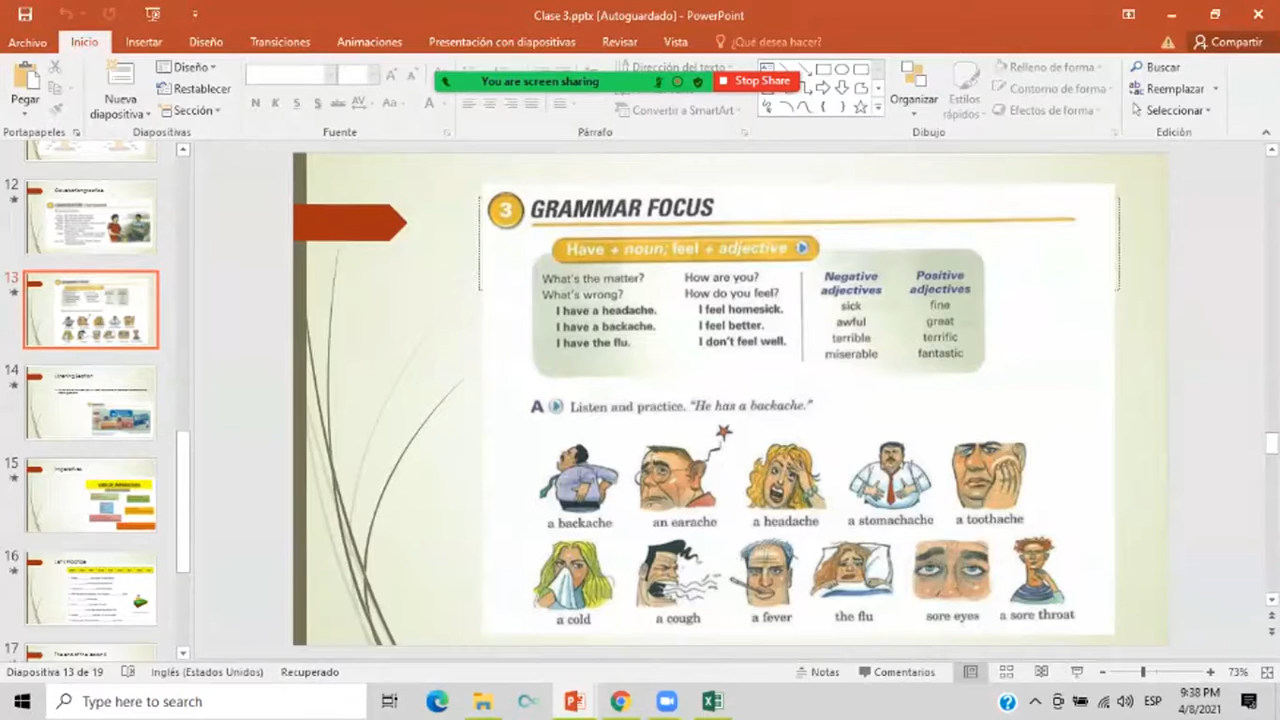 Clase 3.pptx [Autoguardado] - PowerPoint
Archivo Inicio Insertar Diseño Transiciones Animaciones Presentación con diapositivas Revisar Vista ¿Qué desea hacer? Compartir
You are screen sharing Stop Share
Pegar
Nueva diapositiva
Diseño
Restablecer
Sección
N K S S abc AV Aa A
Dirección del texto
Convertir a SmartArt
Organizar
Estilos rápidos
Relleno de forma
Contorno de forma
Efectos de forma
Buscar
Reemplazar
Seleccionar
Portapapeles Diapositivas Fuente Párrafo Dibujo Edición
12
13
14
15
16
17
3 GRAMMAR FOCUS
Have + noun; feel + adjective
What's the matter?
What's wrong?
I have a headache.
I have a backache.
I have the flu.
How are you?
How do you feel?
I feel homesick.
I feel better.
I don't feel well.
Negative adjectives
sick
awful
terrible
miserable
Positive adjectives
fine
great
terrific
fantastic
A Listen and practice. "He has a backache."
a backache an earache a headache a stomachache a toothache
a cold a cough a fever the flu sore eyes a sore throat
Diapositiva 13 de 19 Inglés (Estados Unidos) Recuperado Notas Comentarios 73%
Type here to search
ESP
9:38 PM
4/8/2021